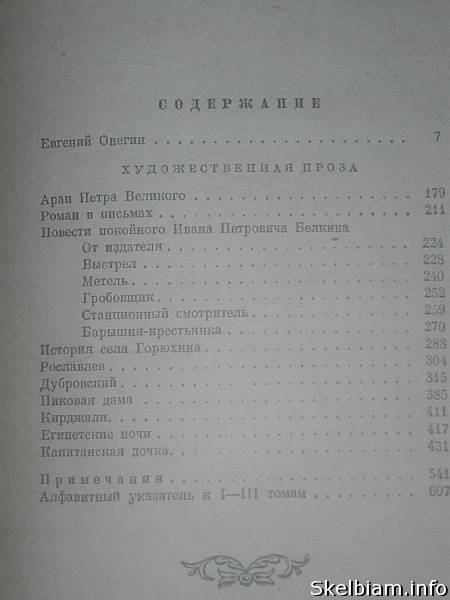 СОДЕРЖАНИЕ
Евгений Онегин . . . . . . . . . . . . . . . . . . . . 7
ХУДОЖЕСТВЕННАЯ ПРОЗА
Арап Петра Великого . . . . . . . . . . . . . . . . . 179
Роман в письмах . . . . . . . . . . . . . . . . . . . 211
Повести покойного Ивана Петровича Белкина
От издателя . . . . . . . . . . . . . . . . . . . 224
Выстрел . . . . . . . . . . . . . . . . . . . . . 228
Метель . . . . . . . . . . . . . . . . . . . . . 240
Гробовщик . . . . . . . . . . . . . . . . . . . . 252
Станционный смотритель . . . . . . . . . . . . . 259
Барышня-крестьянка . . . . . . . . . . . . . . . 270
История села Горюхина . . . . . . . . . . . . . . . . 288
Рославлев . . . . . . . . . . . . . . . . . . . . . . 304
Дубровский . . . . . . . . . . . . . . . . . . . . . 315
Пиковая дама . . . . . . . . . . . . . . . . . . . . 385
Кирджали . . . . . . . . . . . . . . . . . . . . . . 411
Египетские ночи . . . . . . . . . . . . . . . . . . . 417
Капитанская дочка . . . . . . . . . . . . . . . . . . 431
Примечания . . . . . . . . . . . . . . . . . . . . . 541
Алфавитный указатель к I—III томам . . . . . . . . . 607
Skelbiam.info